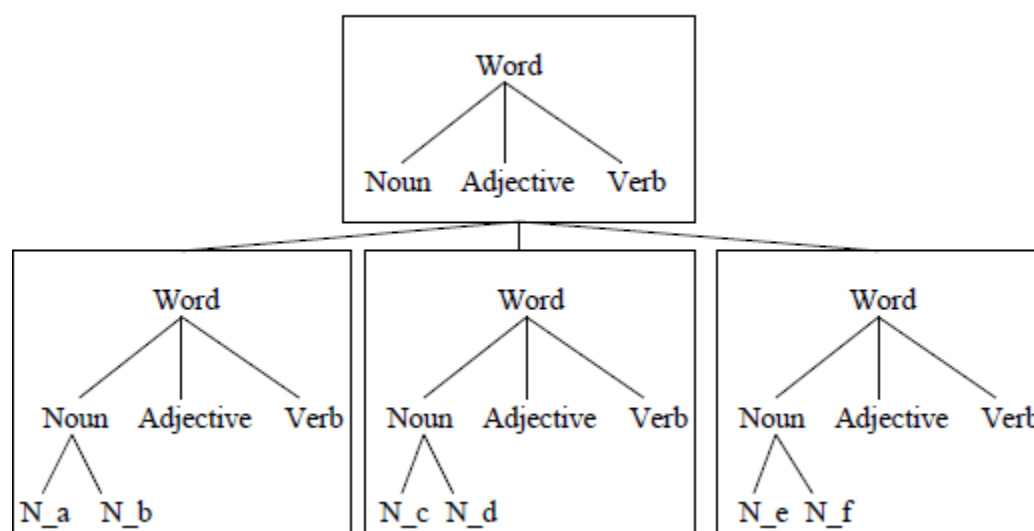 Word
Noun Adjective Verb
Word Word Word
Noun Adjective Verb Noun Adjective Verb Noun Adjective Verb
N_a N_b N_c N_d N_e N_f